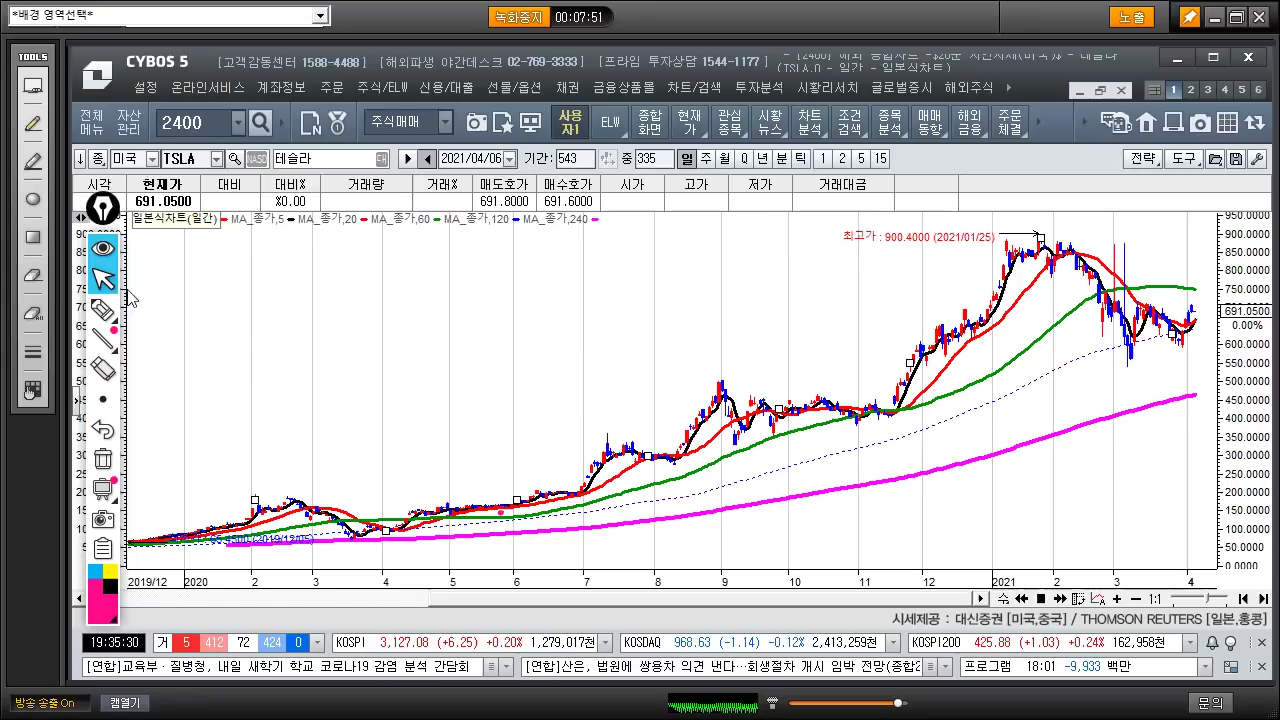 *배경 영역선택*
녹화중지 00:07:51
노출
TOOLS
CYBOS 5 [고객감동센터 1588-4488] [해외파생 야간데스크 02-769-3333] [프라임 투자상담 1544-1177]
(TSLA.O - 일간 - 일본식차트)
설정 온라인서비스 계좌정보 주문 주식/ELW 신용/대출 선물/옵션 채권 금융상품몰 차트/검색 투자분석 시황리서치 글로벌증시 해외주식
1 2 3 4 5 6
전체메뉴 자산관리 2400 주식매매 사용자1 ELW 종합화면 현재가 관심종목 시황뉴스 차트분석 조건검색 종목분석 매매동향 해외금융 주문체결
종 미국 TSLA NASD 테슬라 2021/04/06 기간: 543 중 335 일 주 월 Q 년 분 틱 1 2 5 15 전략 도구
시각 현재가 대비 대비% 거래량 거래% 매도호가 매수호가 시가 고가 저가 거래대금
691.0500 %0.00 691.8000 691.6000
일본식차트(일간) MA_종가,5 MA_종가,20 MA_종가,60 MA_종가,120 MA_종가,240
최고가 : 900.4000 (2021/01/25)
950.0000
900.0000
850.0000
800.0000
750.0000
691.0500
0.00%
600.0000
550.0000
500.0000
450.0000
400.0000
350.0000
300.0000
250.0000
200.0000
150.0000
100.0000
50.0000
0.0000
2019/12 2020 2 3 4 5 6 7 8 9 10 11 12 2021 2 3 4
1:1
시세제공 : 대신증권 [미국,중국] / THOMSON REUTERS [일본,홍콩]
19:35:30 거 5 412 72 424 0 KOSPI 3,127.08 (+6.25) +0.20% 1,279,017천 KOSDAQ 968.63 (-1.14) -0.12% 2,413,259천 KOSPI200 425.88 (+1.03) +0.24% 162,958천
[연합]교육부·질병청, 내일 새학기 학교 코로나19 감염 분석 간담회 [연합]산은, 법원에 쌍용차 의견 낸다…회생절차 개시 임박 전망(종합2 프로그램 18:01 -9,933 백만
방송 송출 On 캠열기 문의